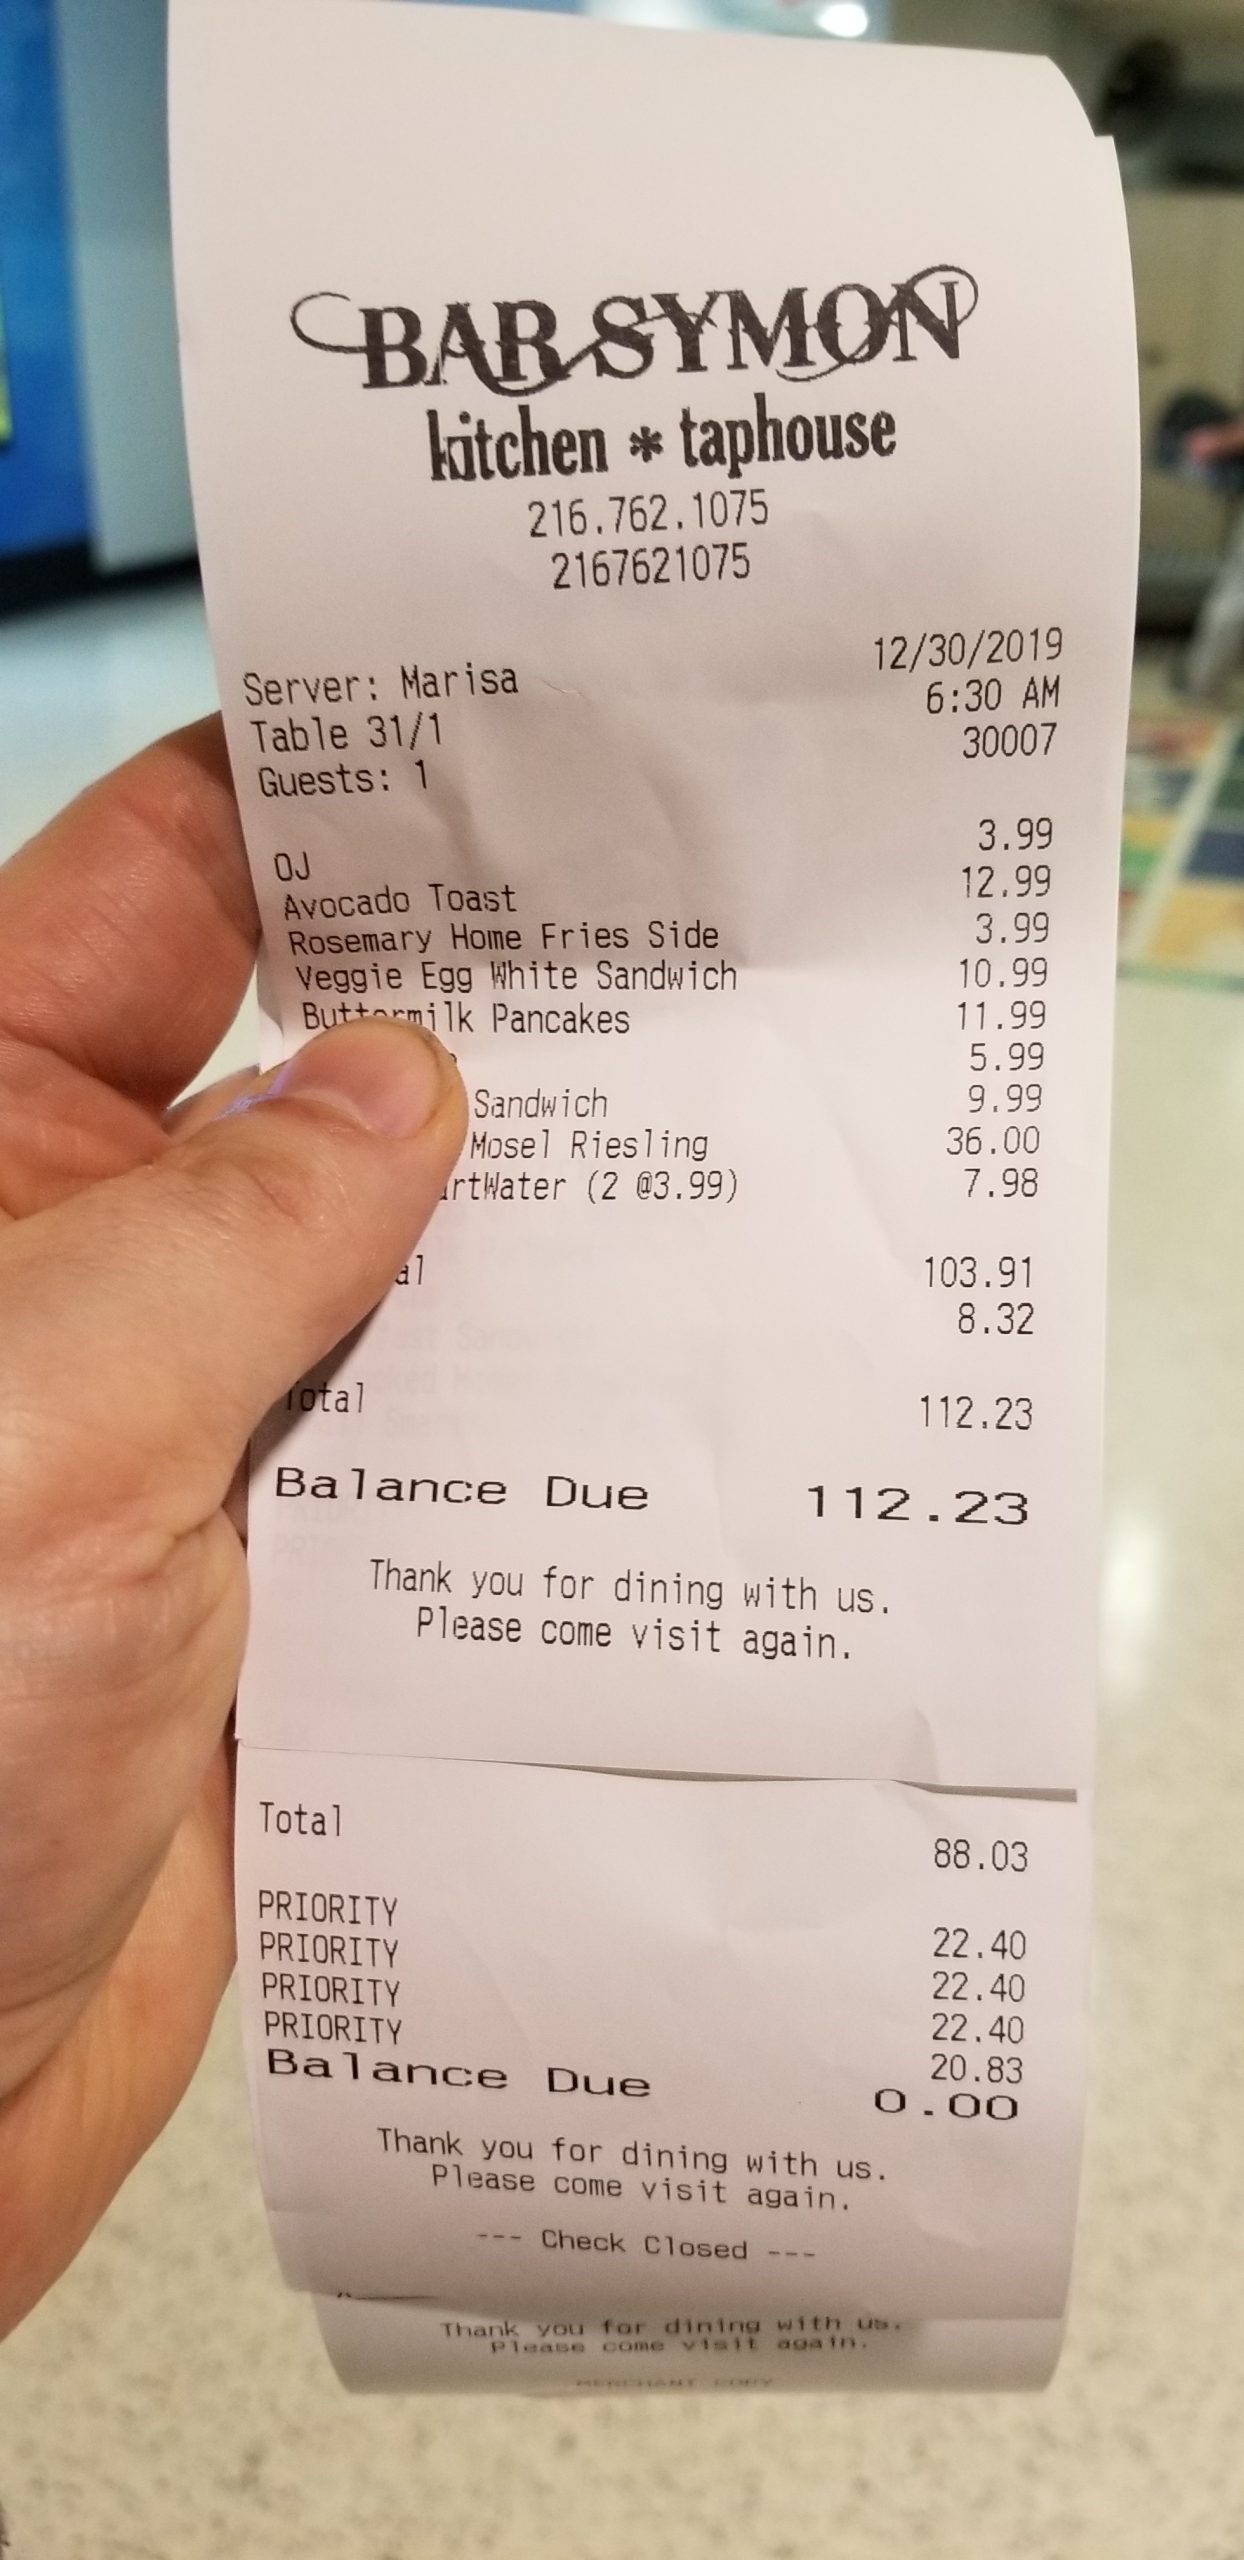 BAR SYMON
kitchen * taphouse
216.762.1075
2167621075
12/30/2019
Server: Marisa 6:30 AM
Table 31/1 30007
Guests: 1
OJ 3.99
Avocado Toast 12.99
Rosemary Home Fries Side 3.99
Veggie Egg White Sandwich 10.99
Buttermilk Pancakes 11.99
5.99
Sandwich 9.99
Mosel Riesling 36.00
artWater (2 @3.99) 7.98
al 103.91
8.32
Total 112.23
Balance Due 112.23
Thank you for dining with us.
Please come visit again.
Total 88.03
PRIORITY 22.40
PRIORITY 22.40
PRIORITY 22.40
PRIORITY 20.83
Balance Due 0.00
Thank you for dining with us.
Please come visit again.
--- Check Closed ---
Thank you for dining with us.
Please come visit again.
MERCHANT COPY